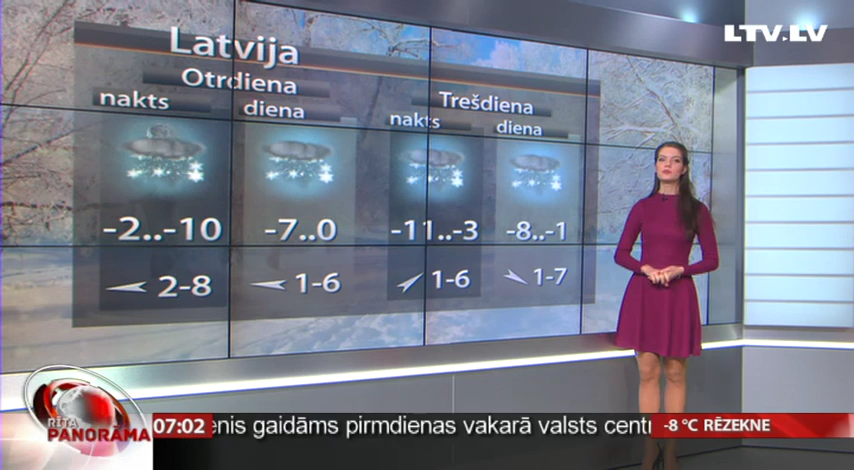 LTV.LV
Latvija
Otrdiena
nakts diena
Trešdiena
nakts diena
-2..-10 -7..0 -11..-3 -8..-1
2-8 1-6 1-6 1-7
RĪTA
PANORĀMA
07:02 enis gaidāms pirmdienas vakarā valsts centr -8 °C RĒZEKNE